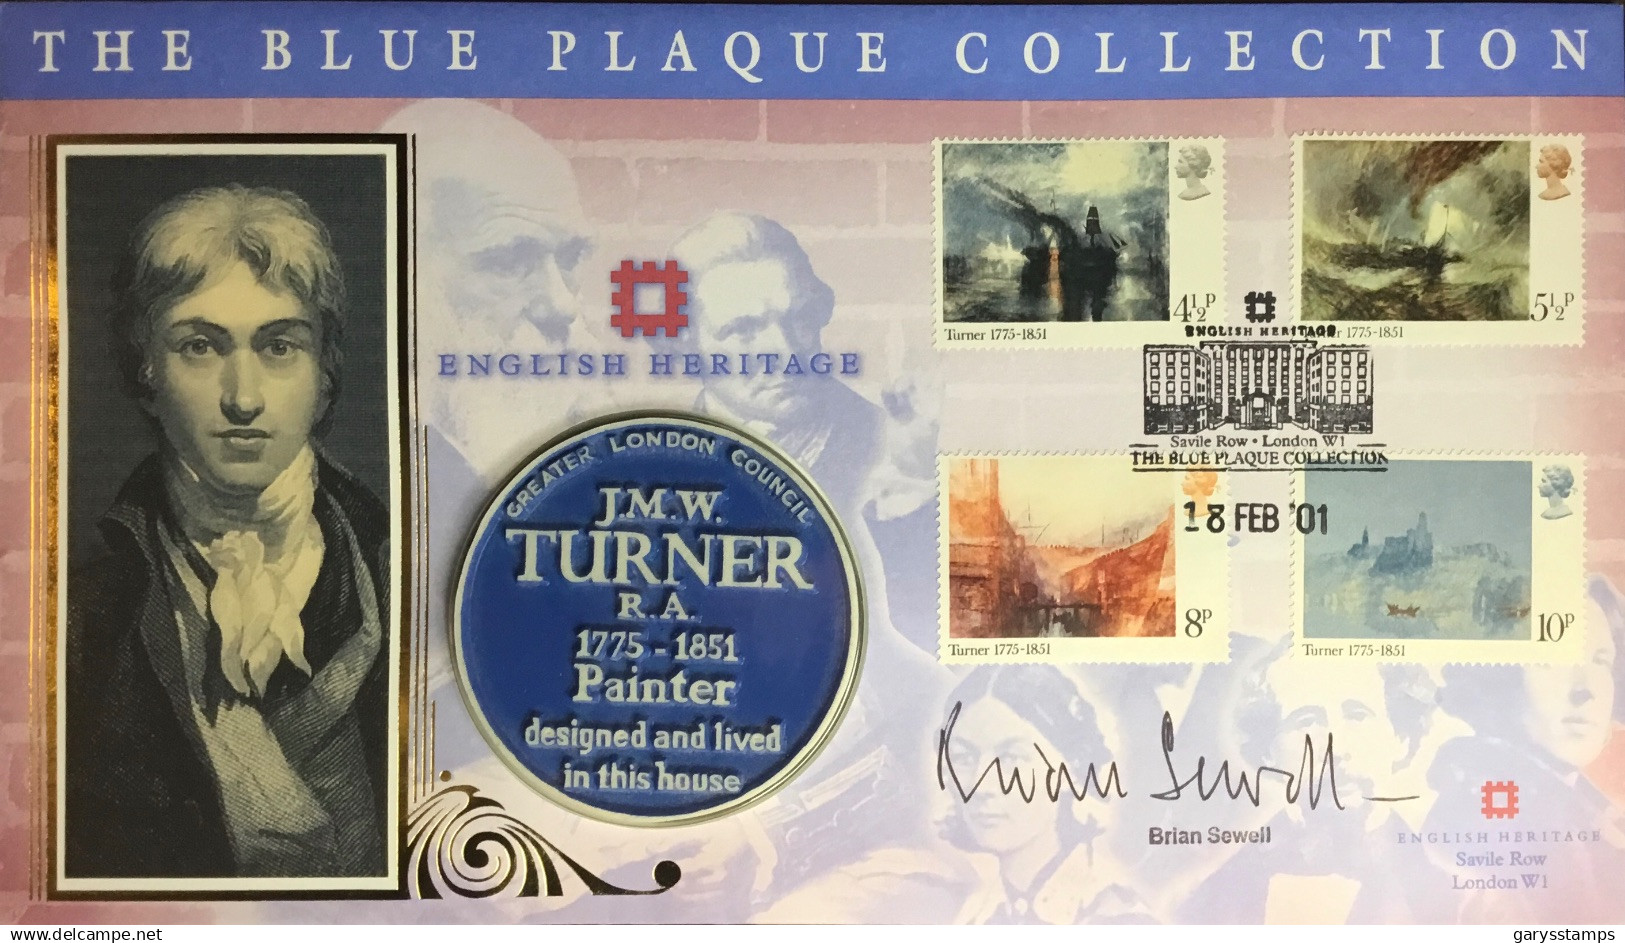 THE BLUE PLAQUE COLLECTION
ENGLISH HERITAGE
GREATER LONDON COUNCIL
J.M.W.
TURNER
R.A.
1775-1851
Painter
designed and lived
in this house
4½P
Turner 1775-1851
5½P
1775-1851
ENGLISH HERITAGE
Savile Row • London W1
THE BLUE PLAQUE COLLECTION
18 FEB '01
8P
Turner 1775-1851
10P
Turner 1775-1851
Brian Sewell
Brian Sewell
ENGLISH HERITAGE
Savile Row
London W1
delcampe.net
garysstamps